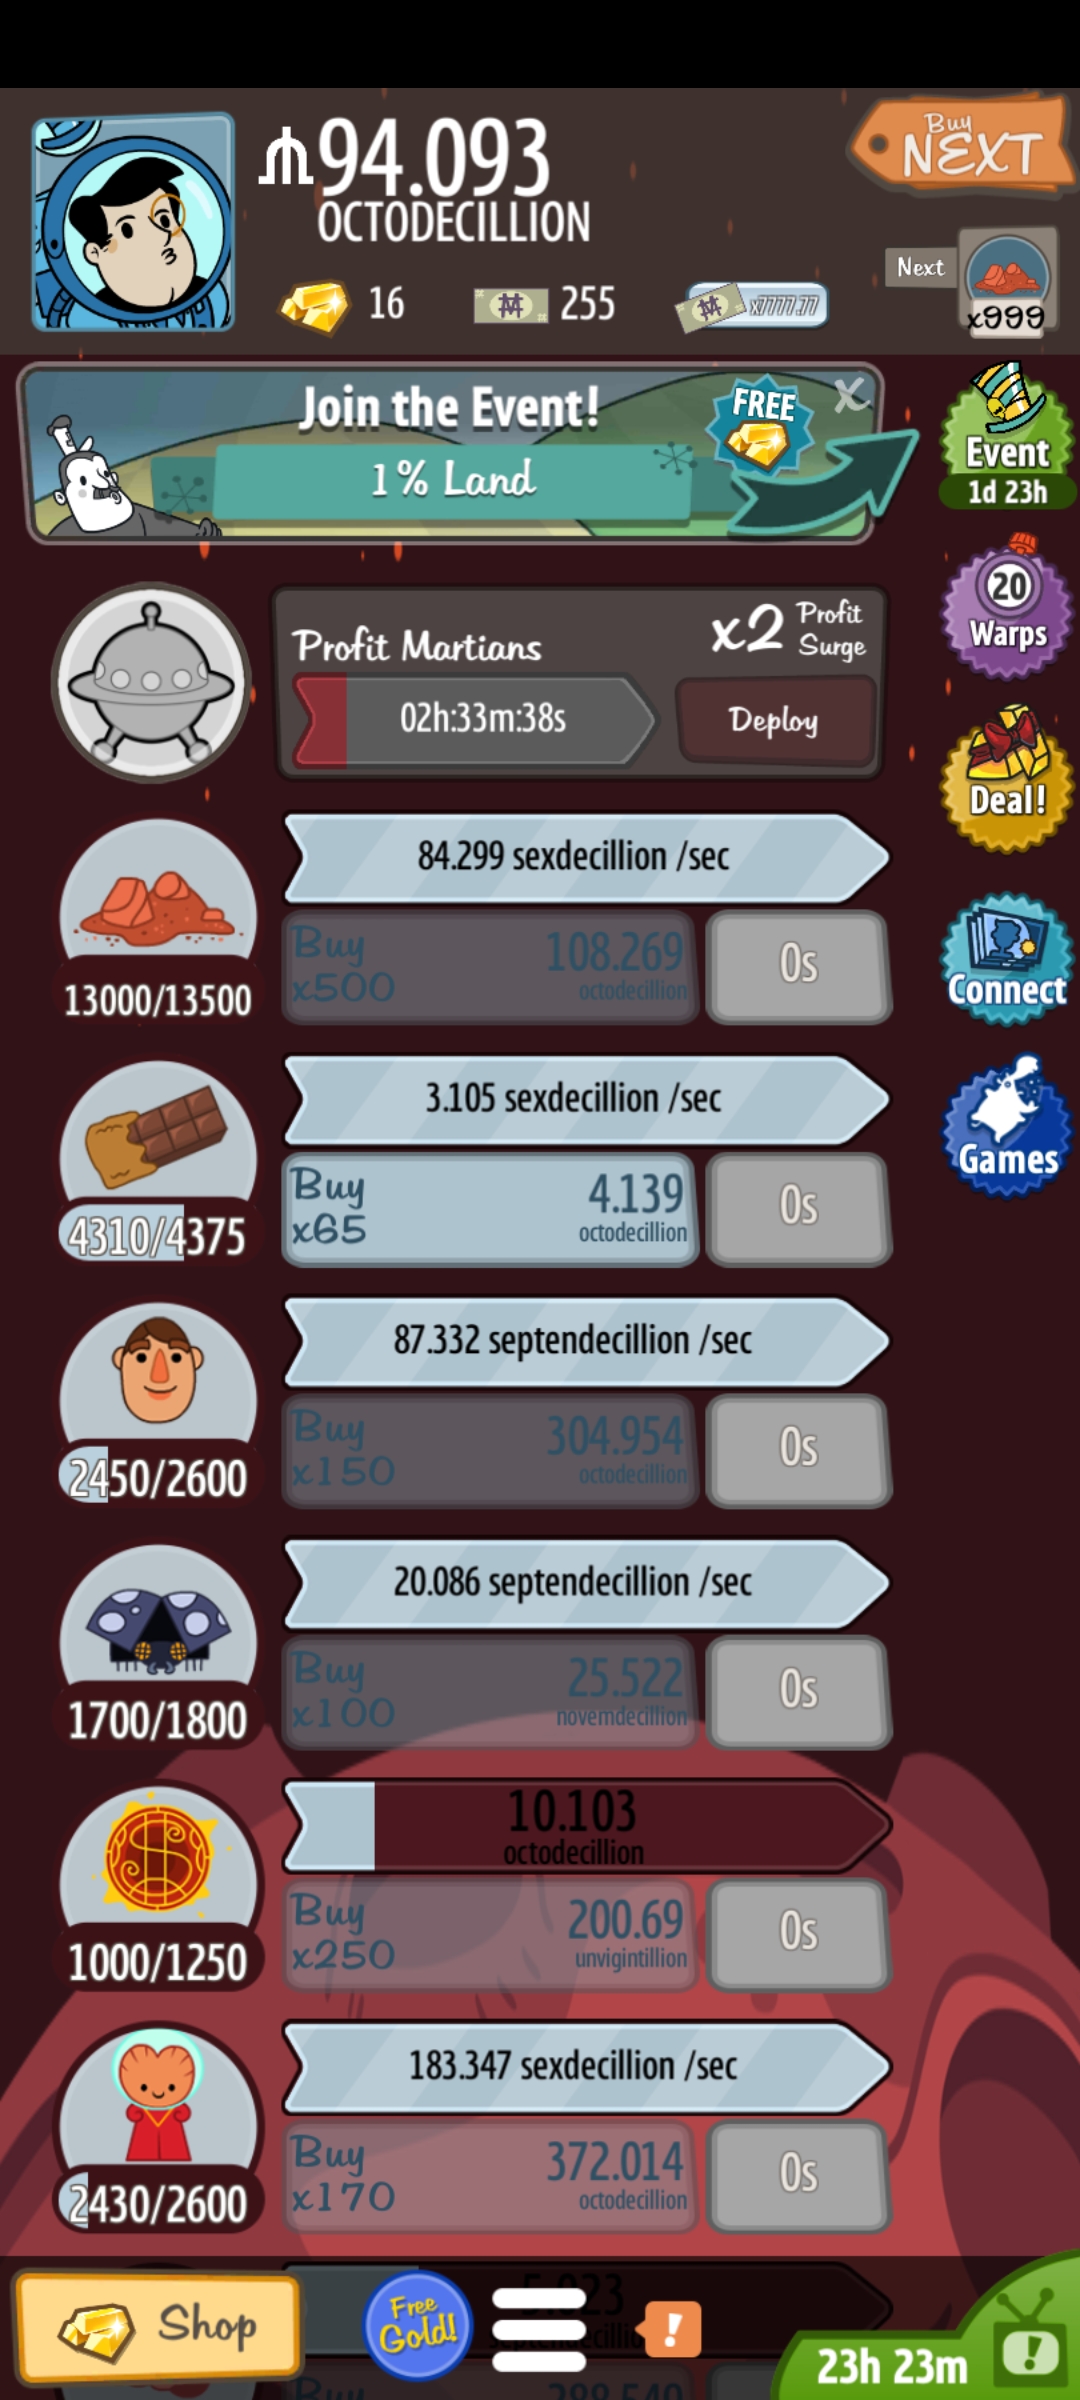 94.093
OCTODECILLION
Buy
NEXT
16
255
x7777.77
Next
x999
Join the Event!
1% Land
FREE
X
Event
1d 23h
20
Warps
Deal!
Connect
Games
Profit Martians
x2 Profit Surge
02h:33m:38s
Deploy
84.299 sexdecillion /sec
13000/13500
Buy x500
108.269
octodecillion
0s
3.105 sexdecillion /sec
4310/4375
Buy x65
4.139
octodecillion
0s
87.332 septendecillion /sec
2450/2600
Buy x150
304.954
octodecillion
0s
20.086 septendecillion /sec
1700/1800
Buy x100
25.522
novemdecillion
0s
10.103
octodecillion
1000/1250
Buy x250
200.69
unvigintillion
0s
183.347 sexdecillion /sec
2430/2600
Buy x170
372.014
octodecillion
0s
Shop
Free
Gold!
!
23h 23m
!